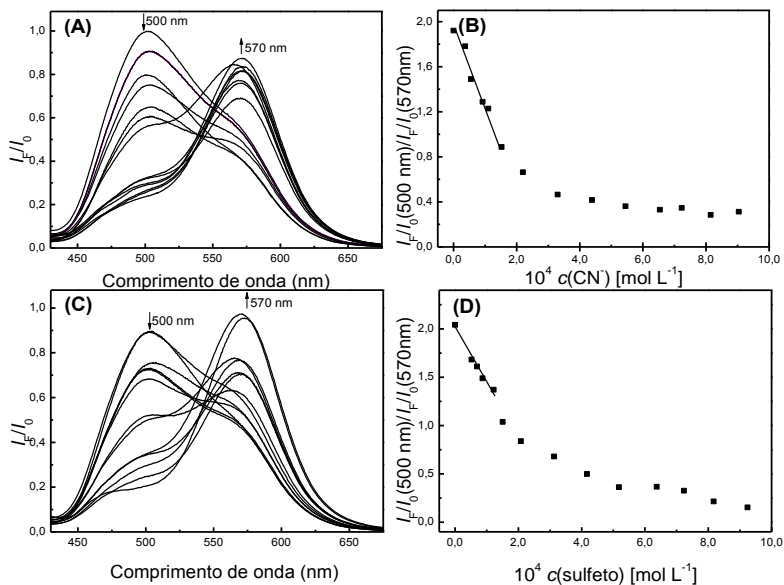 (A)
500 nm
570 nm
1,0
0,8
0,6
0,4
0,2
0,0
I_F/I_0
450 500 550 600 650
Comprimento de onda (nm)
(B)
2,0
1,6
1,2
0,8
0,4
0,0
I_F/I_0(500 nm)/I_F/I_0(570nm)
0,0 2,0 4,0 6,0 8,0 10,0
10⁴ c(CN⁻) [mol L⁻¹]
(C)
500 nm
570 nm
1,0
0,8
0,6
0,4
0,2
0,0
I_F/I_0
450 500 550 600 650
Comprimento de onda (nm)
(D)
2,0
1,5
1,0
0,5
0,0
I_F/I_0(500 nm)/I_F/I_0(570nm)
0,0 2,0 4,0 6,0 8,0 10,0
10⁴ c(sulfeto) [mol L⁻¹]